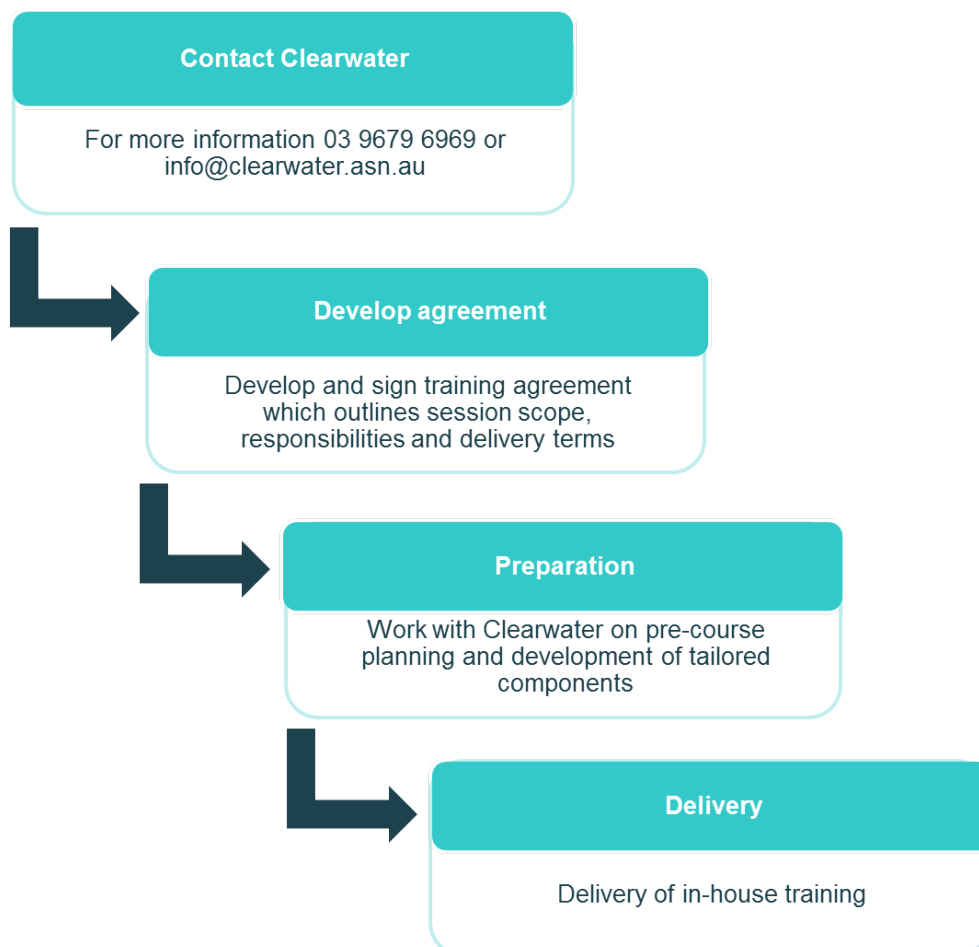 Contact Clearwater
For more information 03 9679 6969 or
info@clearwater.asn.au
Develop agreement
Develop and sign training agreement
which outlines session scope,
responsibilities and delivery terms
Preparation
Work with Clearwater on pre-course
planning and development of tailored
components
Delivery
Delivery of in-house training